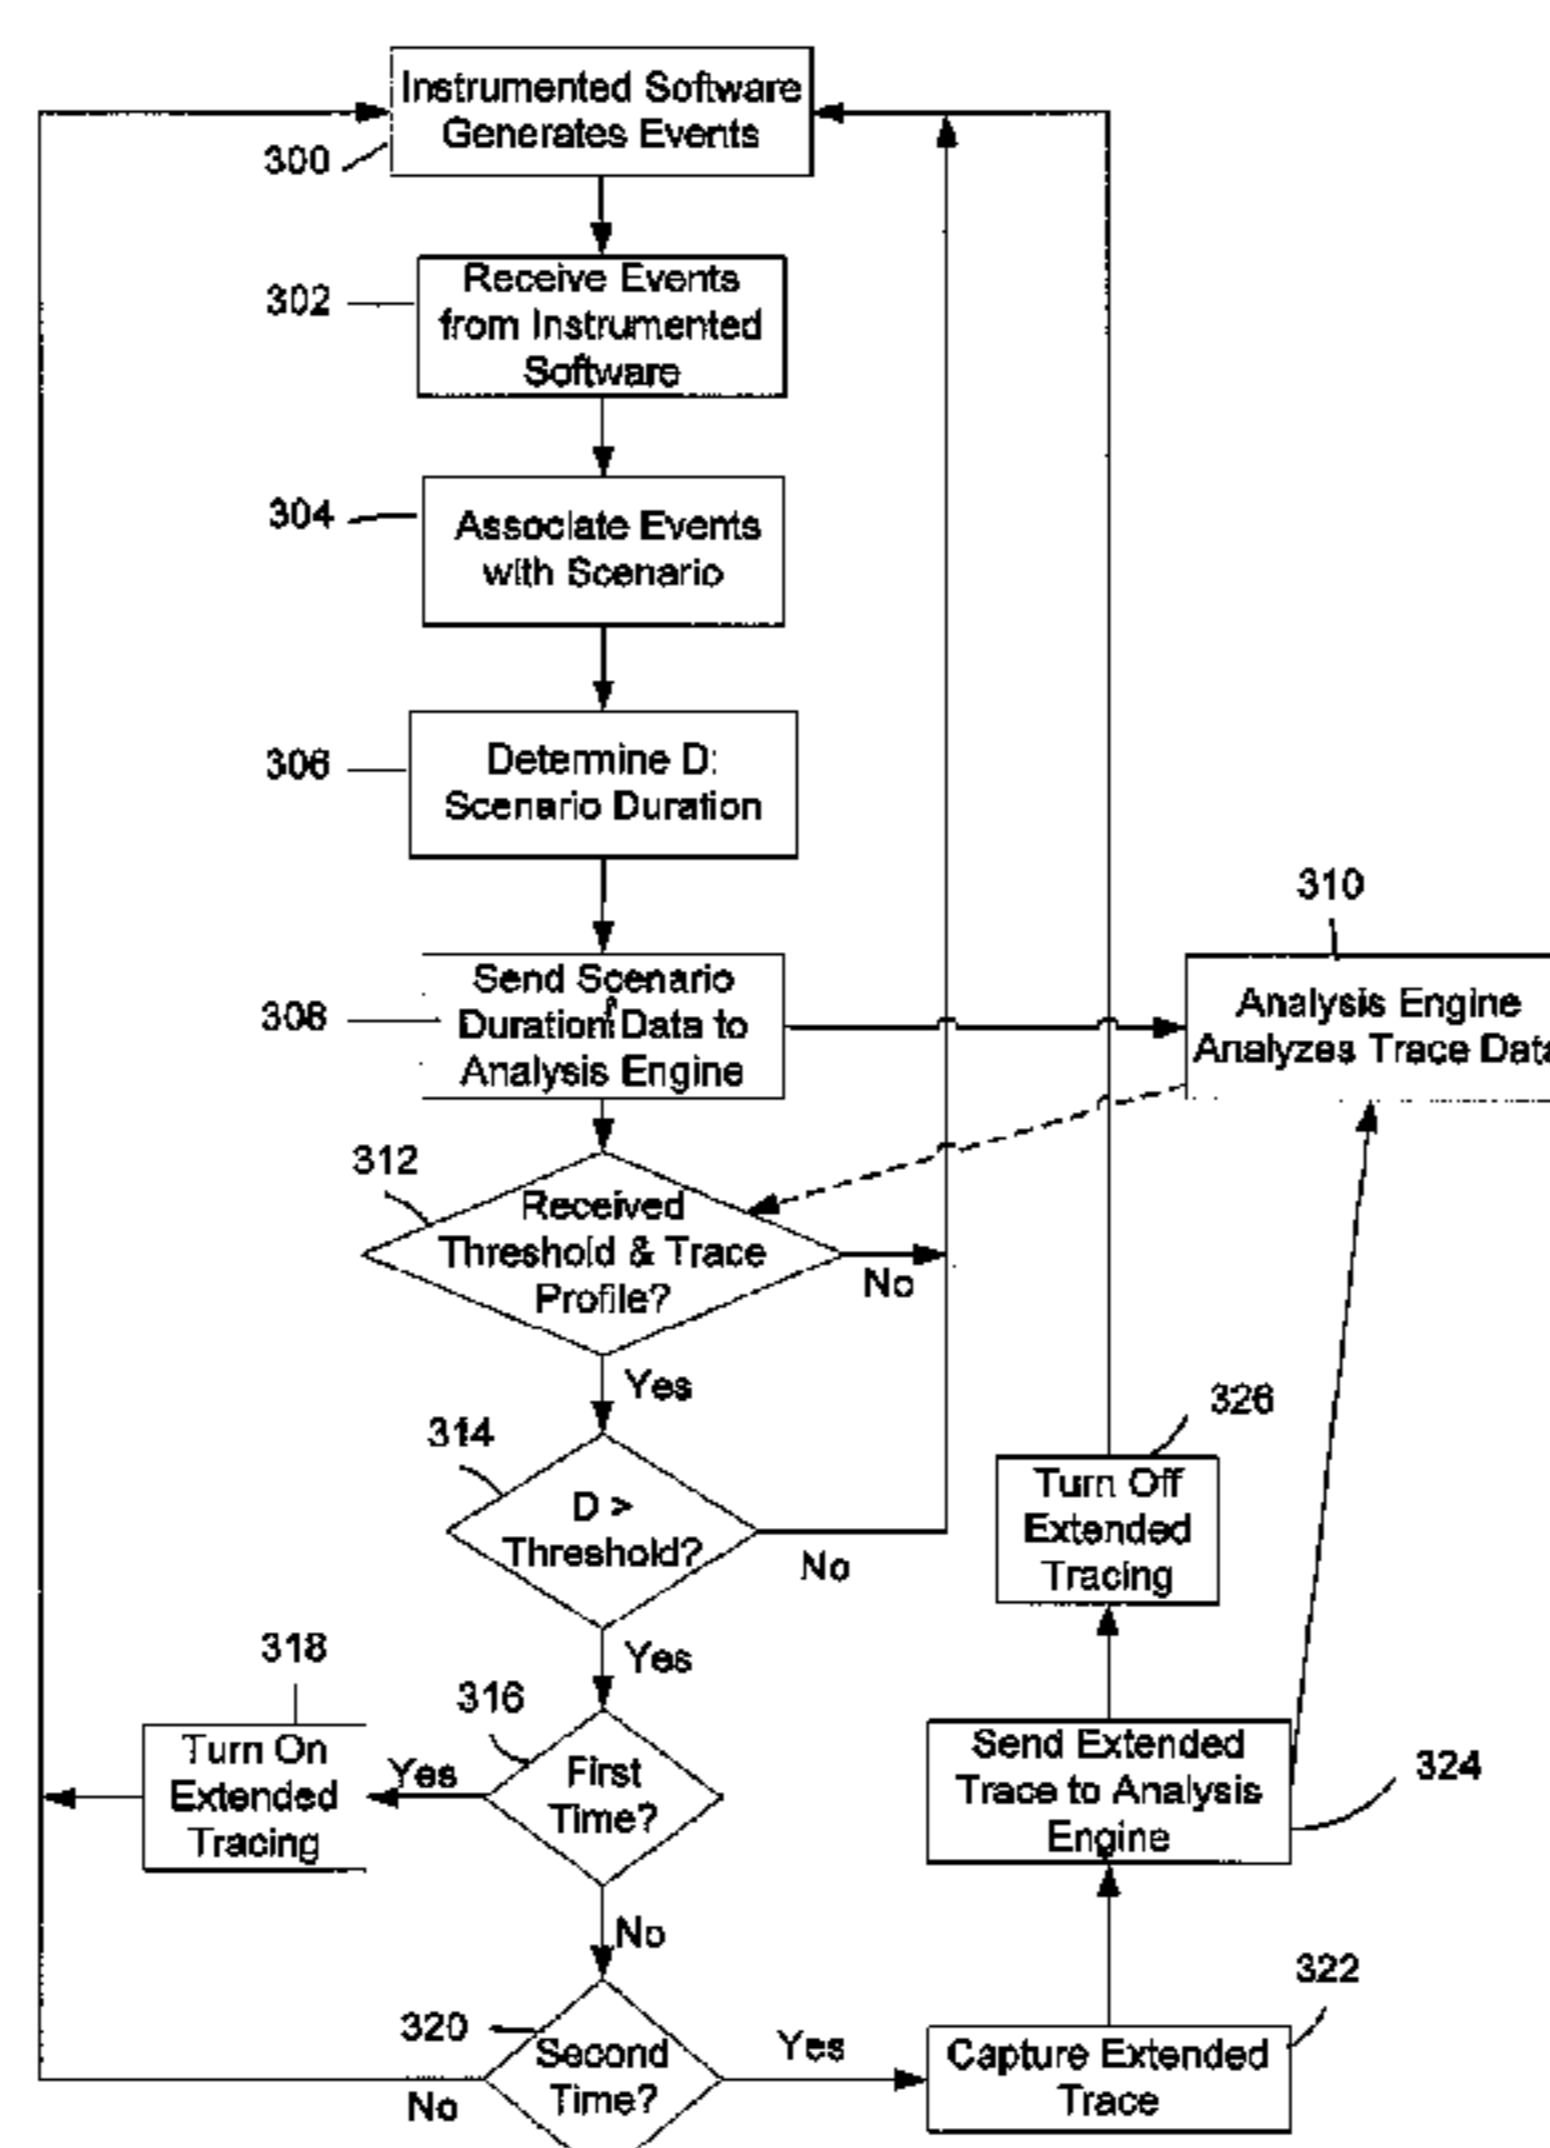 Instrumented Software
Generates Events
300
302
Receive Events
from Instrumented
Software
304
Associate Events
with Scenario
306
Determine D:
Scenario Duration
310
308
Send Scenario
Duration Data to
Analysis Engine
Analysis Engine
Analyzes Trace Data
312
Received
Threshold & Trace
Profile?
No
Yes
314
D >
Threshold?
No
326
Turn Off
Extended
Tracing
Yes
318
316
Turn On
Extended
Tracing
Yes
First
Time?
Send Extended
Trace to Analysis
Engine
324
No
322
320
Second
Time?
Yes
No
Capture Extended
Trace